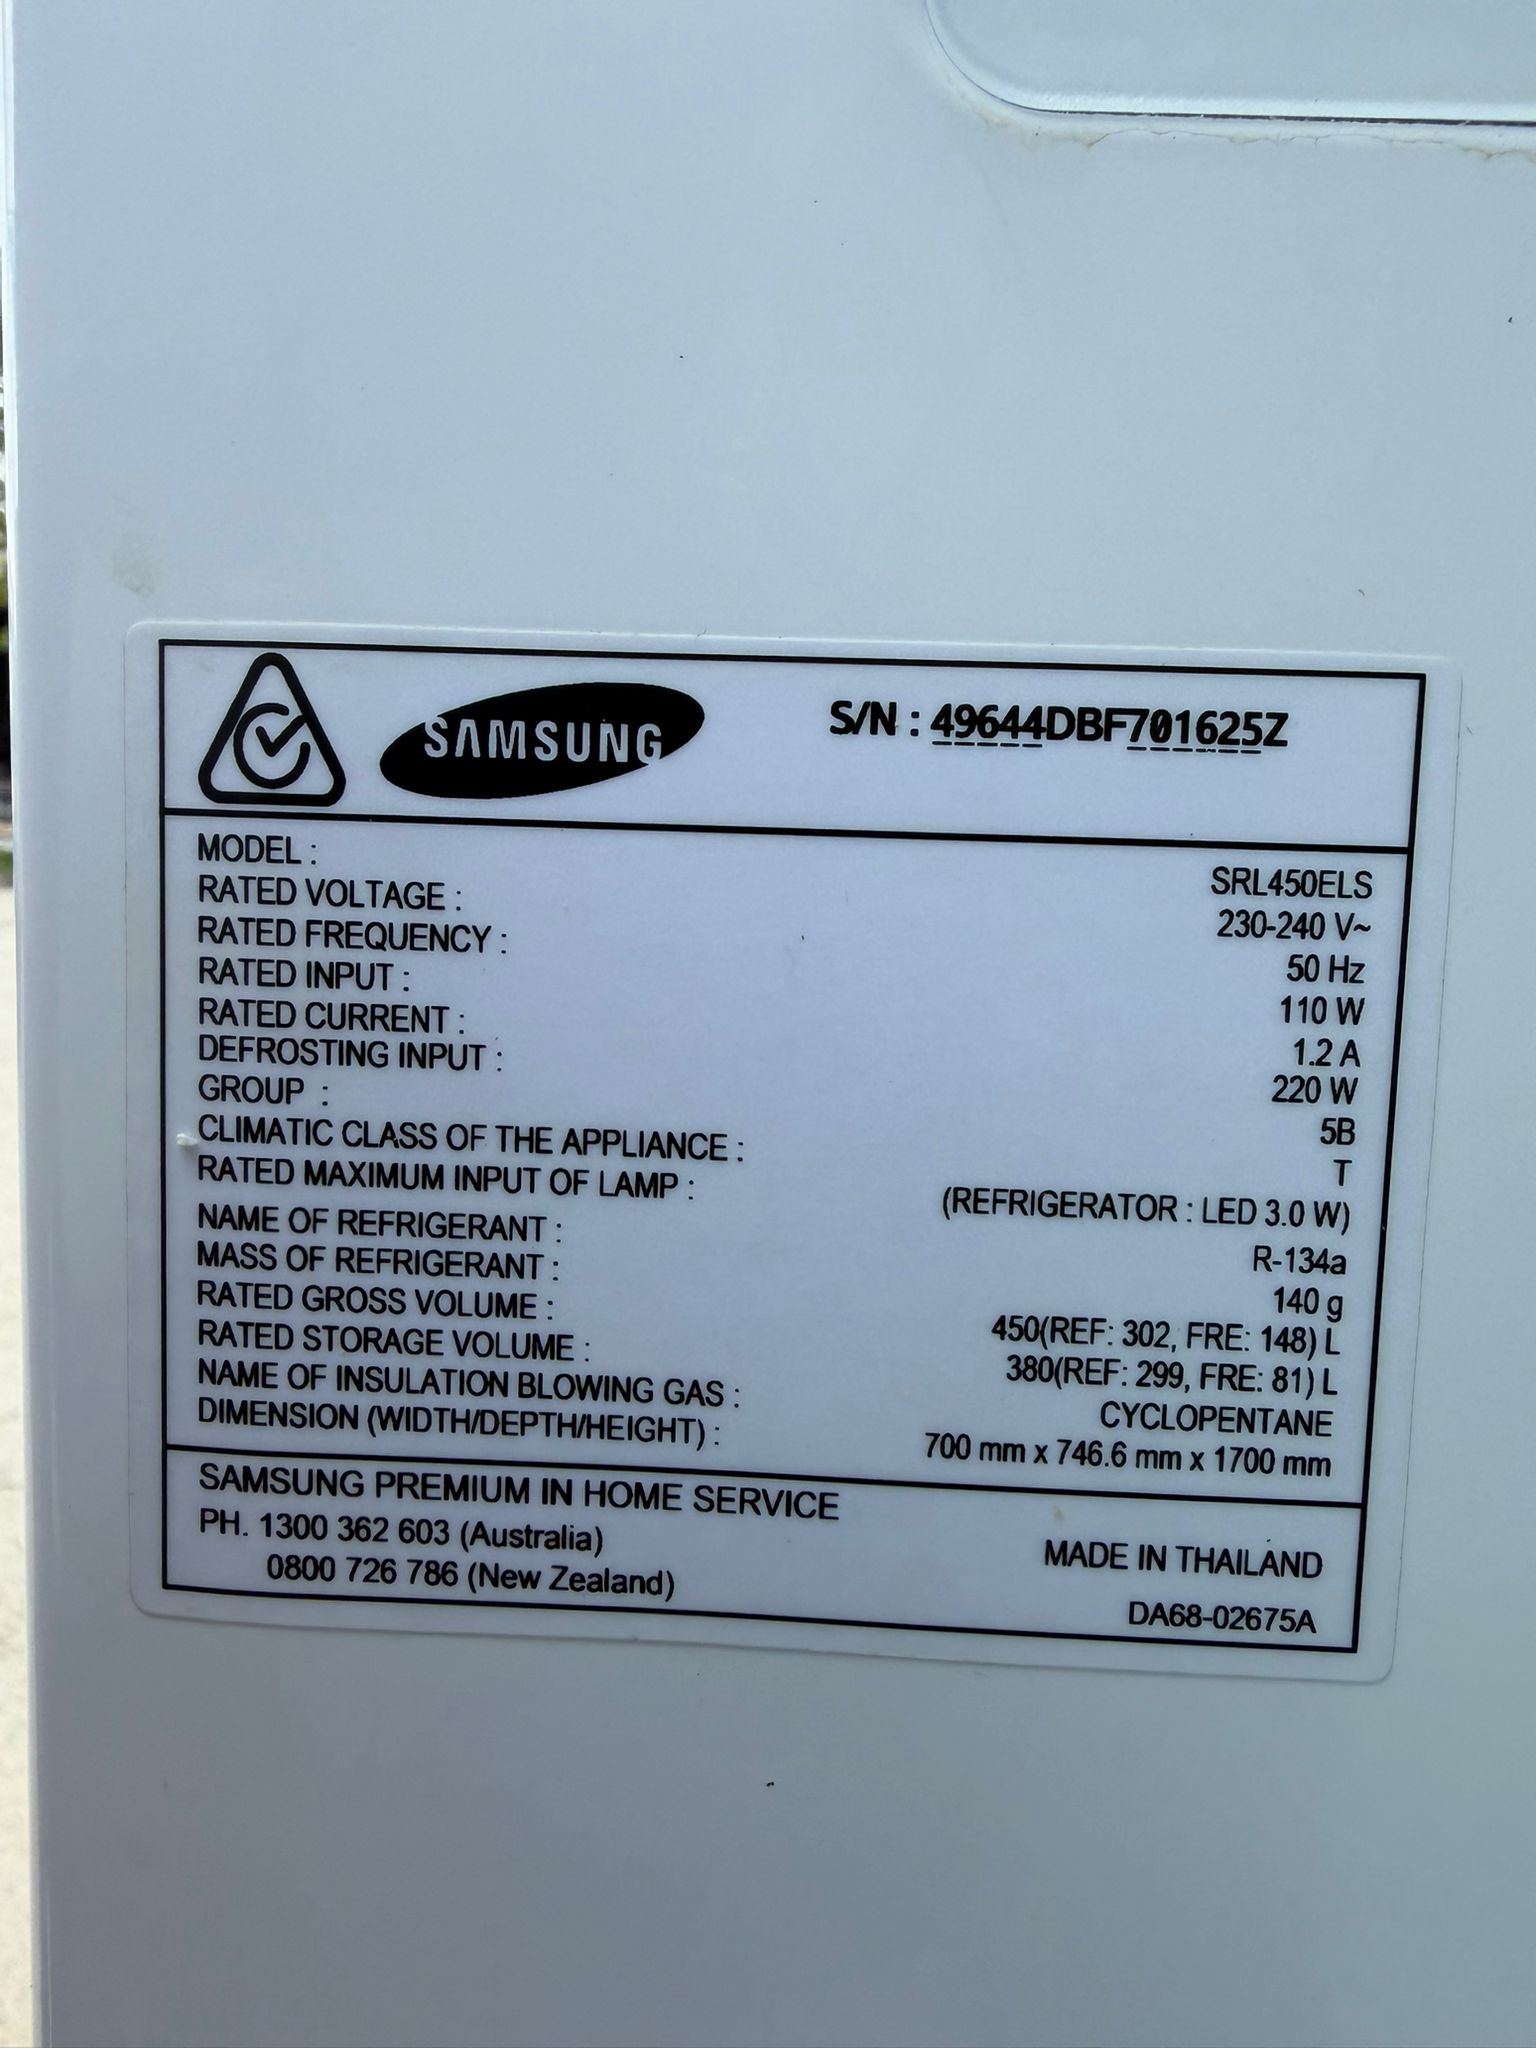 SAMSUNG
S/N : 49644DBF701625Z
MODEL : SRL450ELS
RATED VOLTAGE : 230-240 V~
RATED FREQUENCY : 50 Hz
RATED INPUT : 110 W
RATED CURRENT : 1.2 A
DEFROSTING INPUT : 220 W
GROUP : 5B
CLIMATIC CLASS OF THE APPLIANCE : T
RATED MAXIMUM INPUT OF LAMP : (REFRIGERATOR : LED 3.0 W)
NAME OF REFRIGERANT : R-134a
MASS OF REFRIGERANT : 140 g
RATED GROSS VOLUME : 450(REF: 302, FRE: 148) L
RATED STORAGE VOLUME : 380(REF: 299, FRE: 81) L
NAME OF INSULATION BLOWING GAS : CYCLOPENTANE
DIMENSION (WIDTH/DEPTH/HEIGHT) : 700 mm x 746.6 mm x 1700 mm
SAMSUNG PREMIUM IN HOME SERVICE
PH. 1300 362 603 (Australia)
0800 726 786 (New Zealand)
MADE IN THAILAND
DA68-02675A